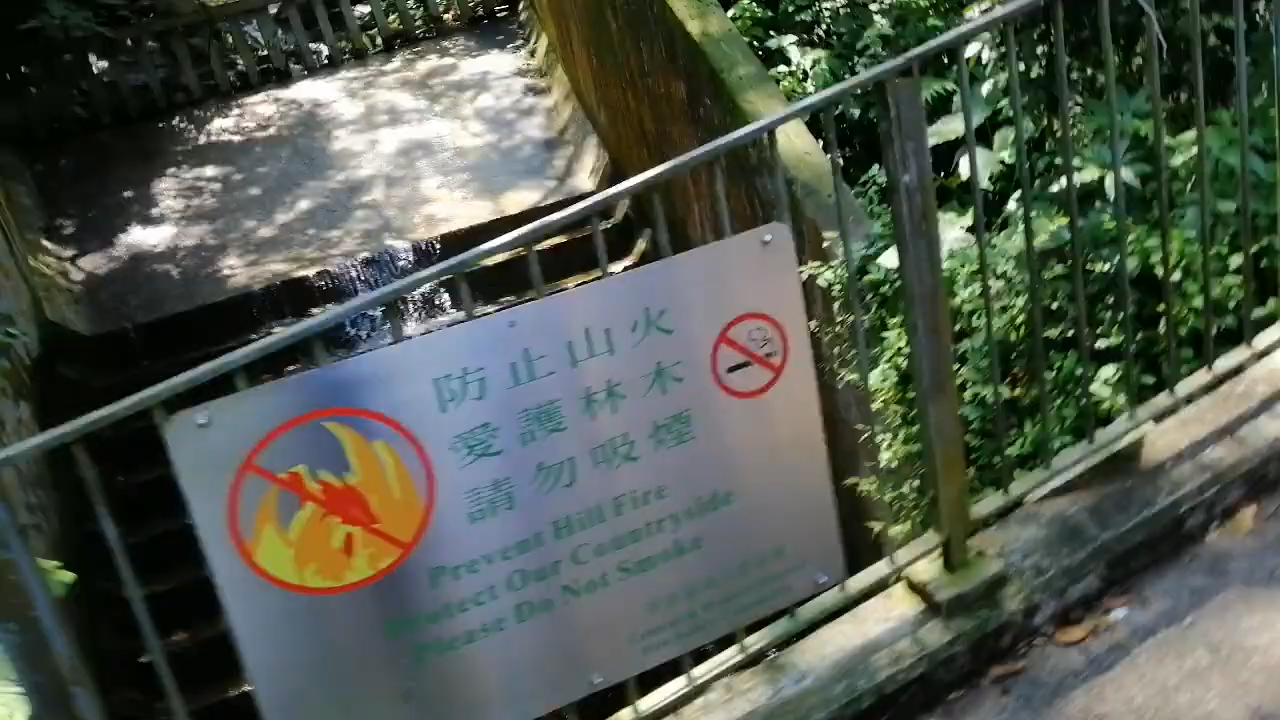 防止山火
愛護林木
請勿吸煙
Prevent Hill Fire
Protect Our Countryside
Please Do Not Smoke